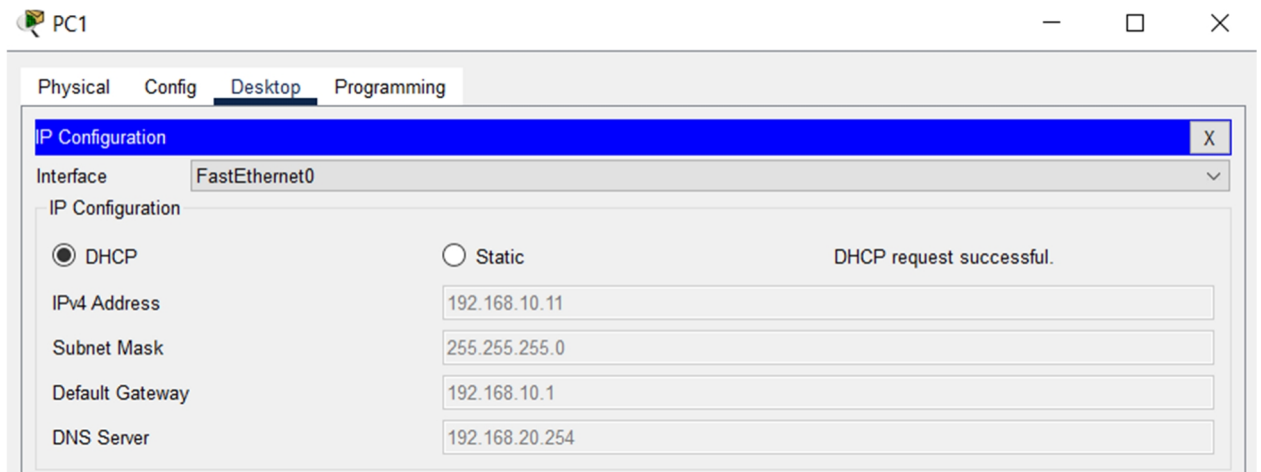 PC1
Physical Config Desktop Programming
IP Configuration X
Interface FastEthernet0
IP Configuration
DHCP Static DHCP request successful.
IPv4 Address 192.168.10.11
Subnet Mask 255.255.255.0
Default Gateway 192.168.10.1
DNS Server 192.168.20.254